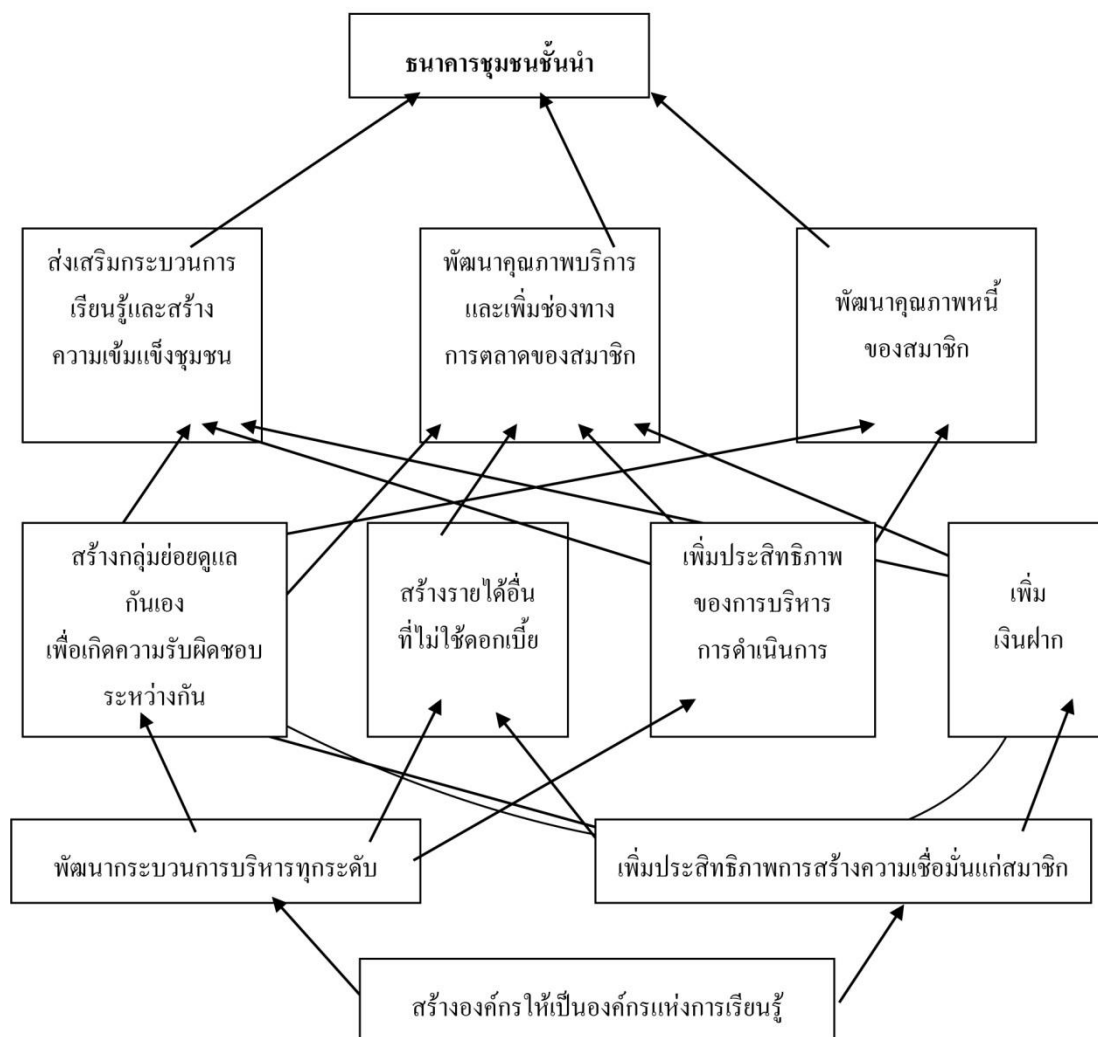 ธนาคารชุมชนชั้นนำ
ส่งเสริมกระบวนการ
เรียนรู้และสร้าง
ความเข้มแข็งชุมชน
พัฒนาคุณภาพบริการ
และเพิ่มช่องทาง
การตลาดของสมาชิก
พัฒนาคุณภาพหนี้
ของสมาชิก
สร้างกลุ่มย่อยดูแล
กันเอง
เพื่อเกิดความรับผิดชอบ
ระหว่างกัน
สร้างรายได้อื่น
ที่ไม่ใช้ดอกเบี้ย
เพิ่มประสิทธิภาพ
ของการบริหาร
การดำเนินการ
เพิ่ม
เงินฝาก
พัฒนากระบวนการบริหารทุกระดับ
เพิ่มประสิทธิภาพการสร้างความเชื่อมั่นแก่สมาชิก
สร้างองค์กรให้เป็นองค์กรแห่งการเรียนรู้